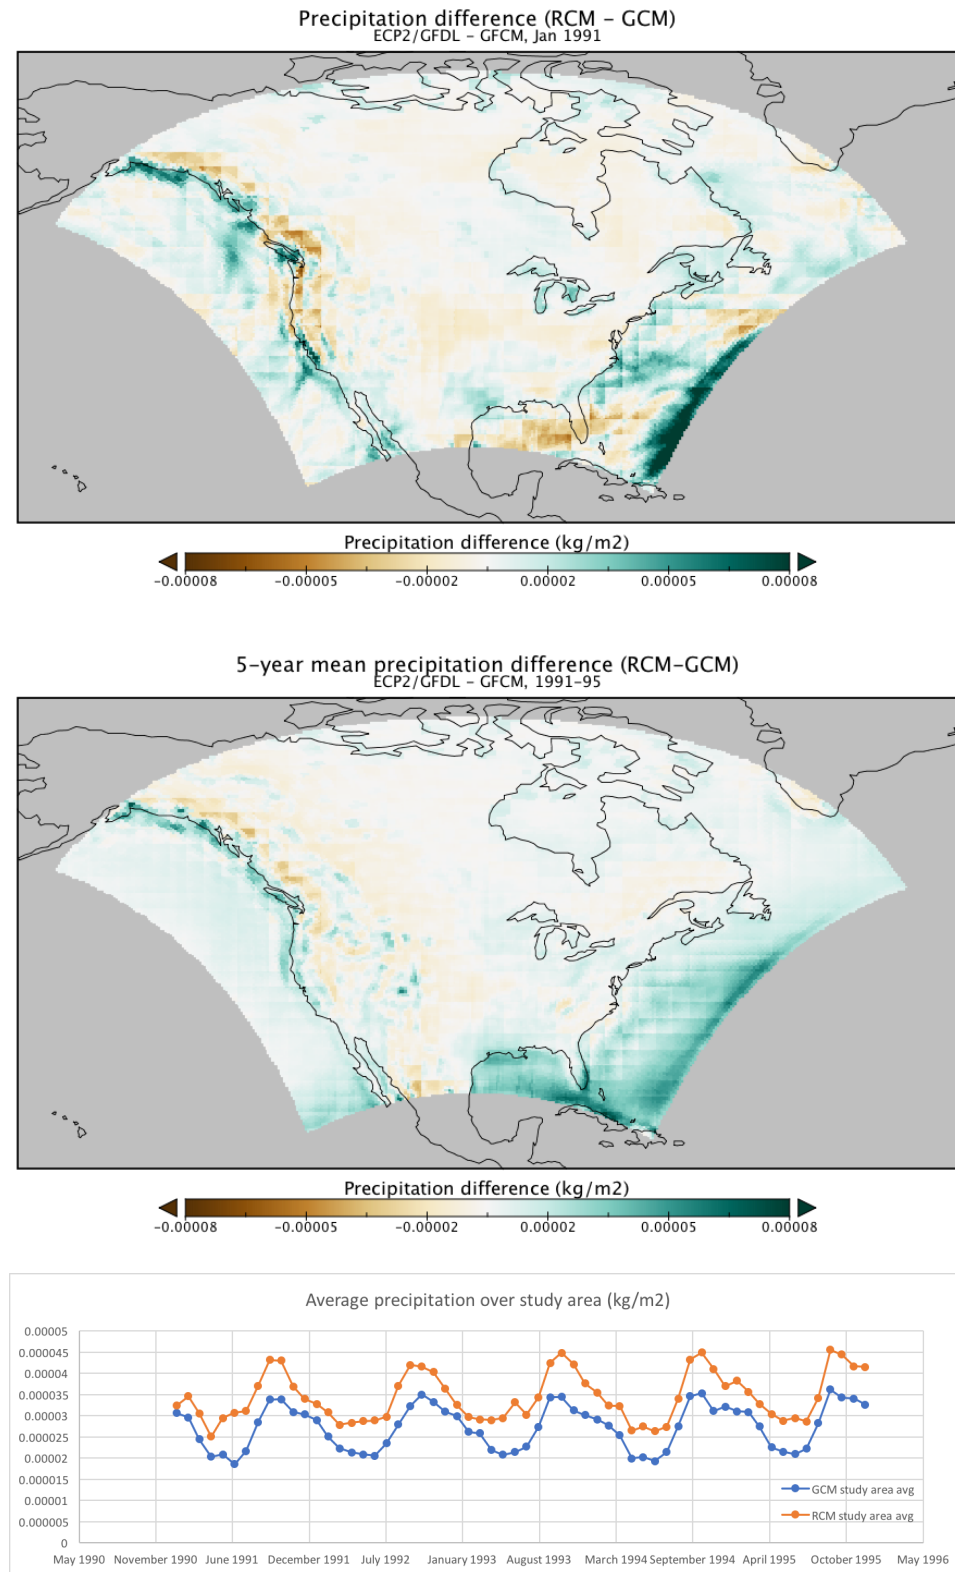 Precipitation difference (RCM – GCM)
ECP2/GFDL – GFCM, Jan 1991
Precipitation difference (kg/m2)
-0.00008 -0.00005 -0.00002 0.00002 0.00005 0.00008
5-year mean precipitation difference (RCM-GCM)
ECP2/GFDL – GFCM, 1991-95
Precipitation difference (kg/m2)
-0.00008 -0.00005 -0.00002 0.00002 0.00005 0.00008
Average precipitation over study area (kg/m2)
0.00005
0.000045
0.00004
0.000035
0.00003
0.000025
0.00002
0.000015
0.00001
0.000005
0
GCM study area avg
RCM study area avg
May 1990 November 1990 June 1991 December 1991 July 1992 January 1993 August 1993 March 1994 September 1994 April 1995 October 1995 May 1996